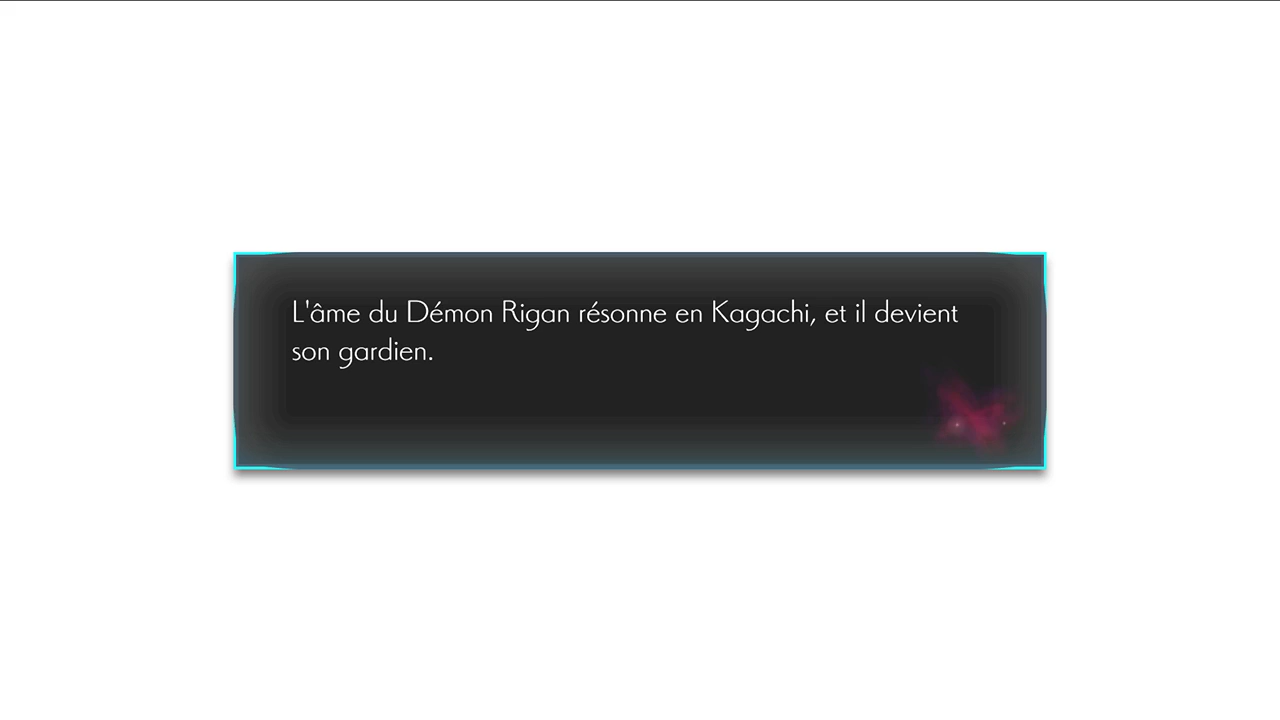 L'âme du Démon Rigan résonne en Kagachi, et il devient
son gardien.